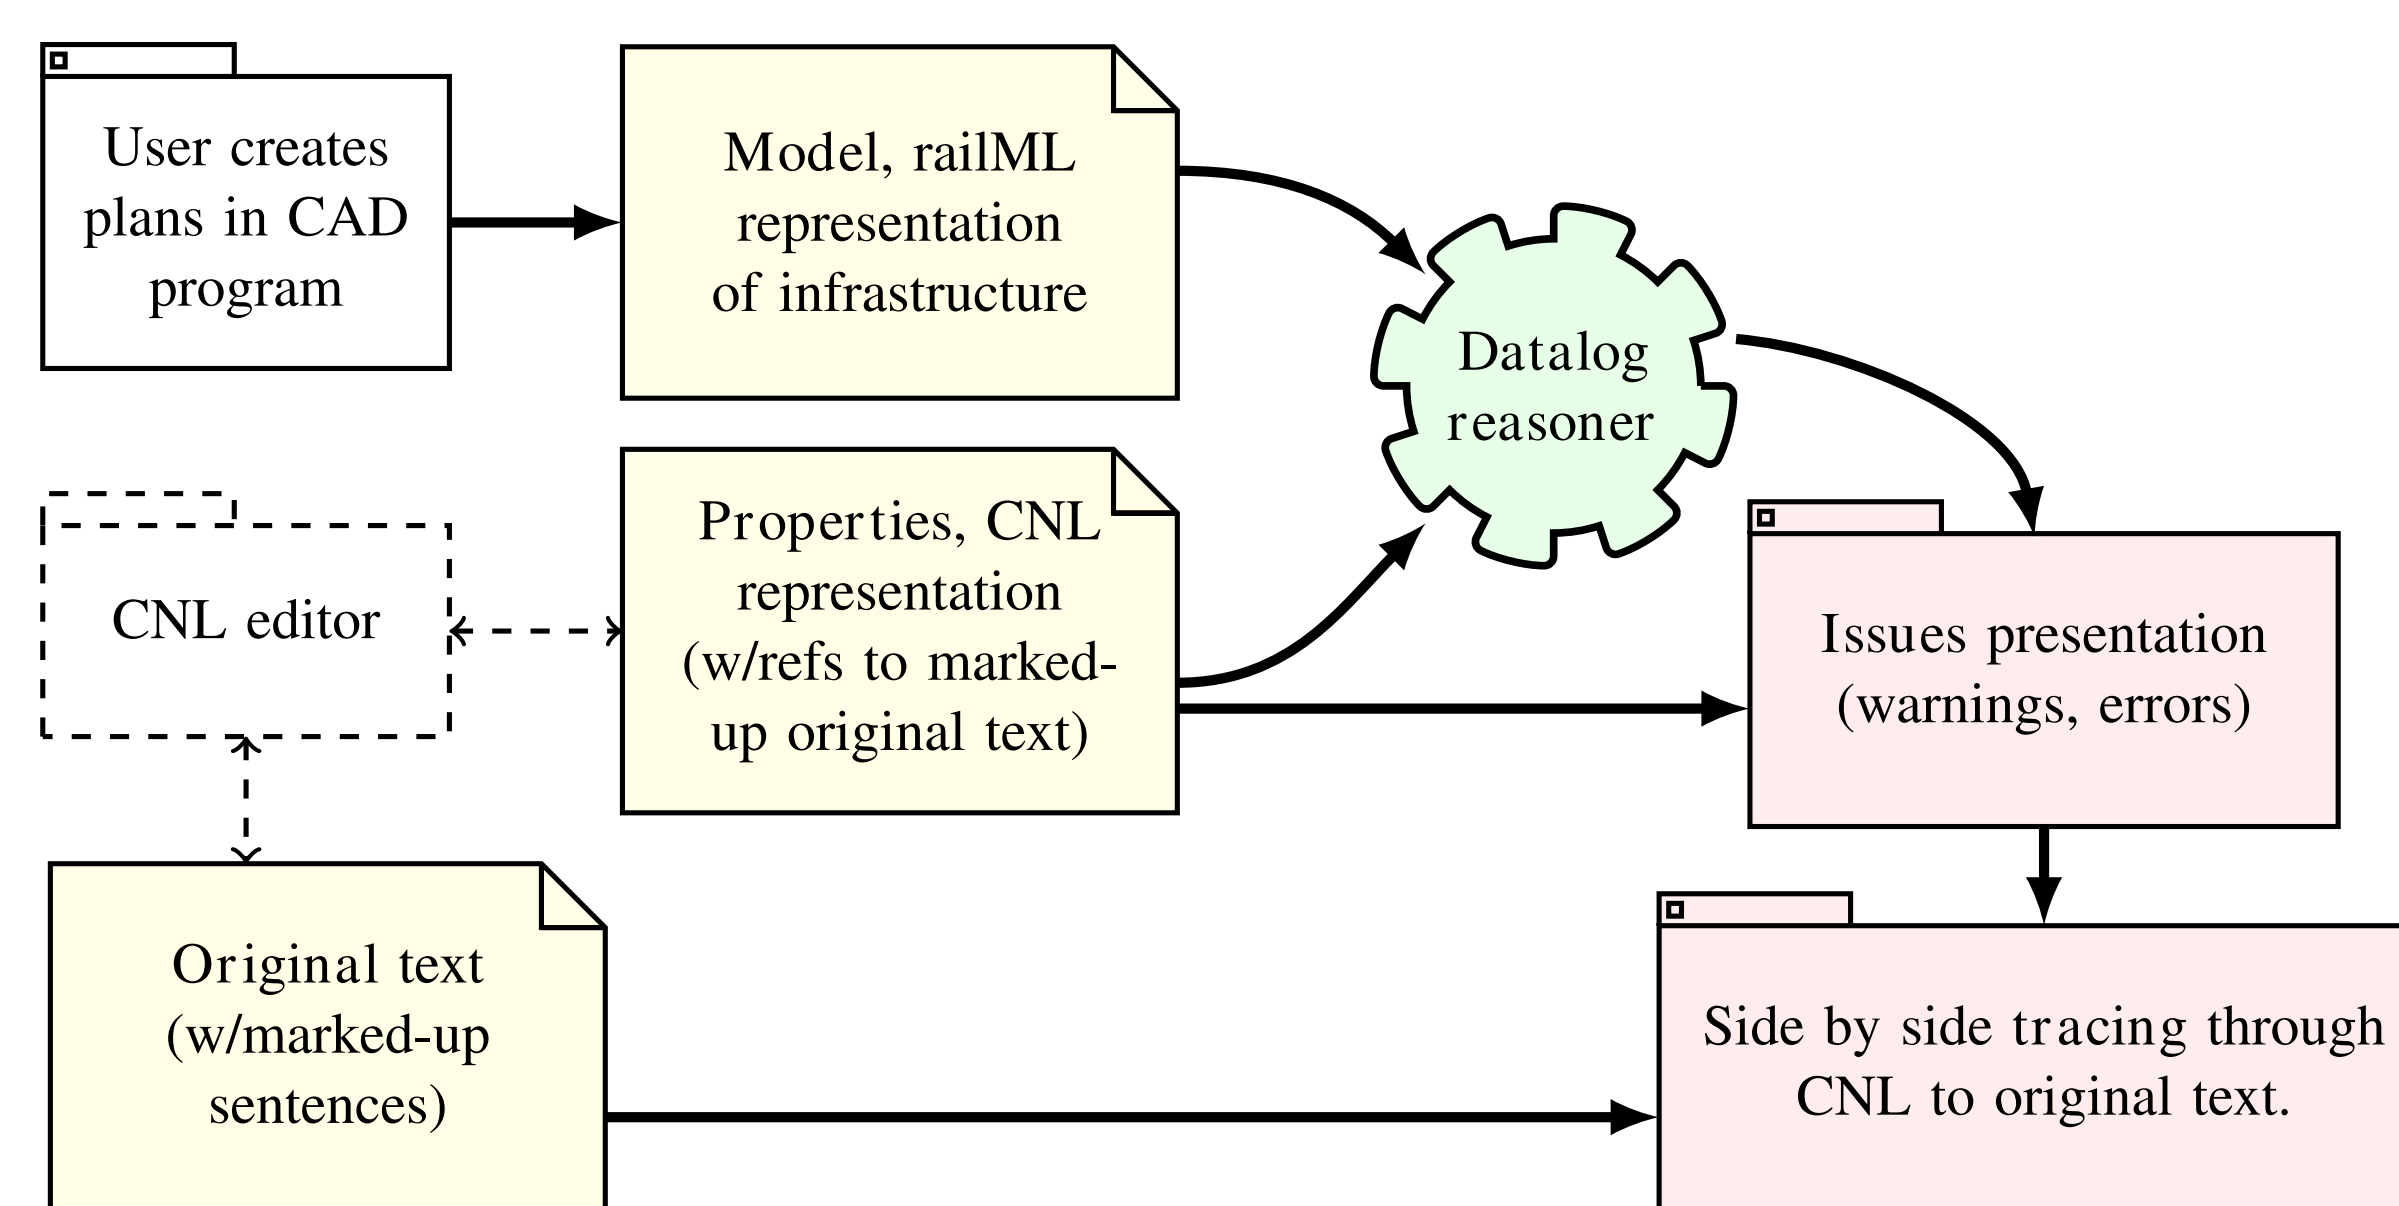 User creates
plans in CAD
program
Model, railML
representation
of infrastructure
Datalog
reasoner
CNL editor
Properties, CNL
representation
(w/refs to marked-
up original text)
Issues presentation
(warnings, errors)
Original text
(w/marked-up
sentences)
Side by side tracing through
CNL to original text.